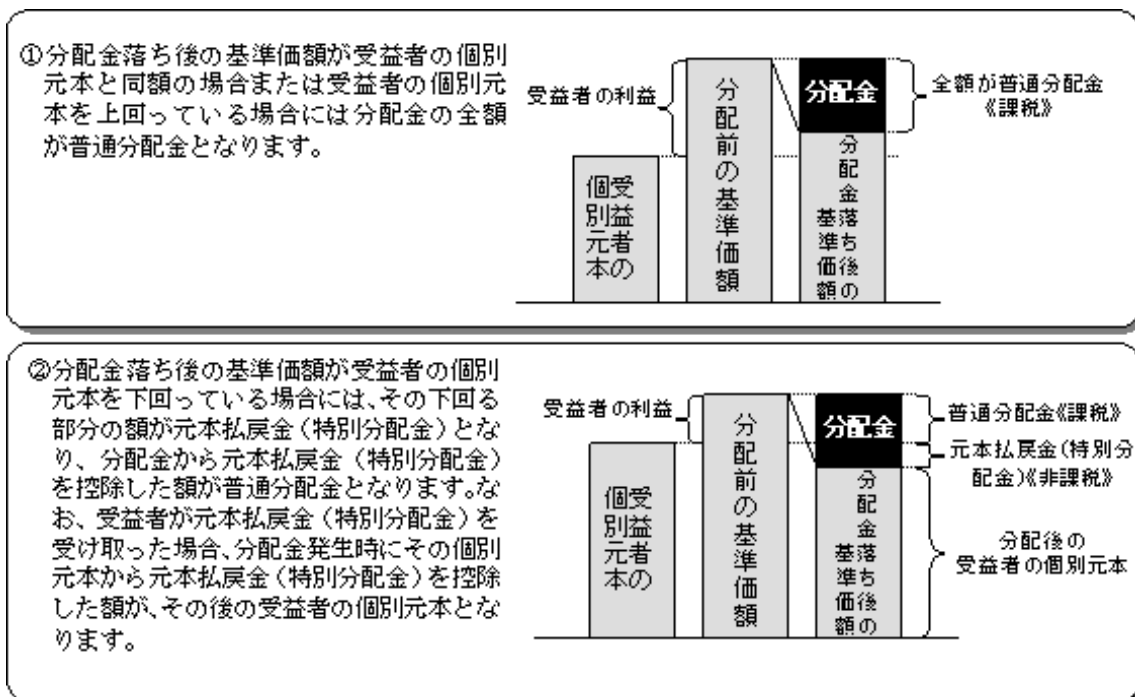 ①分配金落ち後の基準価額が受益者の個別
元本と同額の場合または受益者の個別元
本を上回っている場合には分配金の全額
が普通分配金となります。
受益者の利益
受益者の
個別元本
分配前の基準価額
分配金
分配金落ち後の
基準価額
全額が普通分配金
《課税》
②分配金落ち後の基準価額が受益者の個別
元本を下回っている場合には、その下回る
部分の額が元本払戻金（特別分配金）とな
り、分配金から元本払戻金（特別分配金）
を控除した額が普通分配金となります。な
お、受益者が元本払戻金（特別分配金）を
受け取った場合、分配金発生時にその個別
元本から元本払戻金（特別分配金）を控除
した額が、その後の受益者の個別元本とな
ります。
受益者の利益
受益者の
個別元本
分配前の基準価額
分配金
分配金落ち後の
基準価額
普通分配金《課税》
元本払戻金（特別分
配金）《非課税》
分配後の
受益者の個別元本